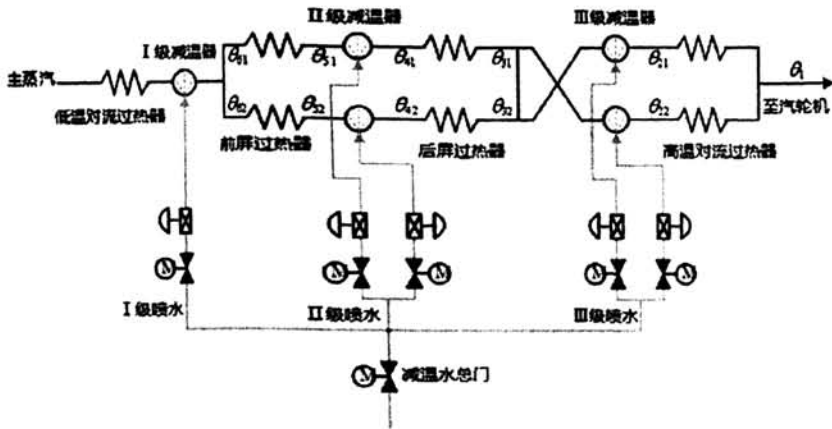 Ⅱ级减温器
Ⅲ级减温器
Ⅰ级减温器
θ61
θ51
θ41
θ31
θ21
θ1
主蒸汽
至汽轮机
θ62
θ52
θ42
θ32
θ22
低温对流过热器
前屏过热器
后屏过热器
高温对流过热器
M
M
M
M
M
Ⅰ级喷水
Ⅱ级喷水
Ⅲ级喷水
M
减温水总门